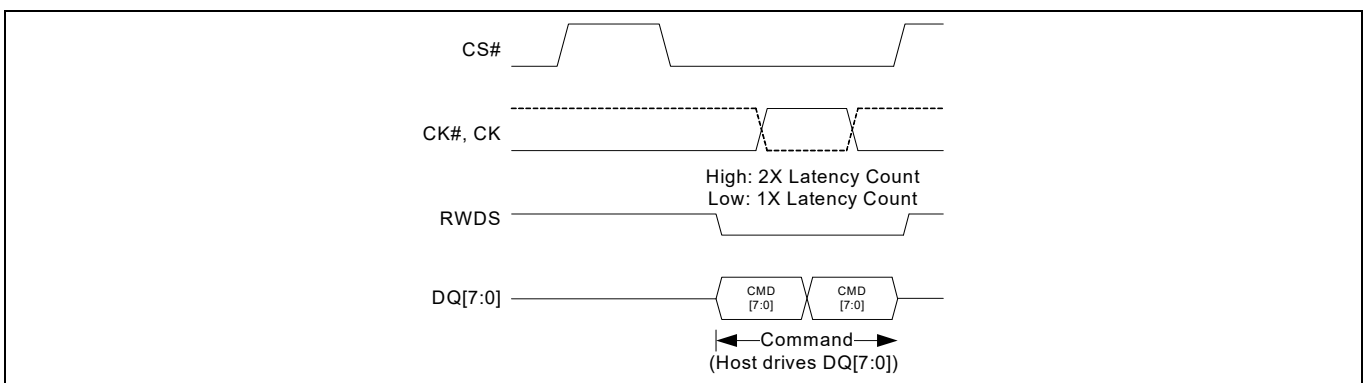 CS#
CK#, CK
High: 2X Latency Count
Low: 1X Latency Count
RWDS
DQ[7:0]
CMD
[7:0]
CMD
[7:0]
Command
(Host drives DQ[7:0])